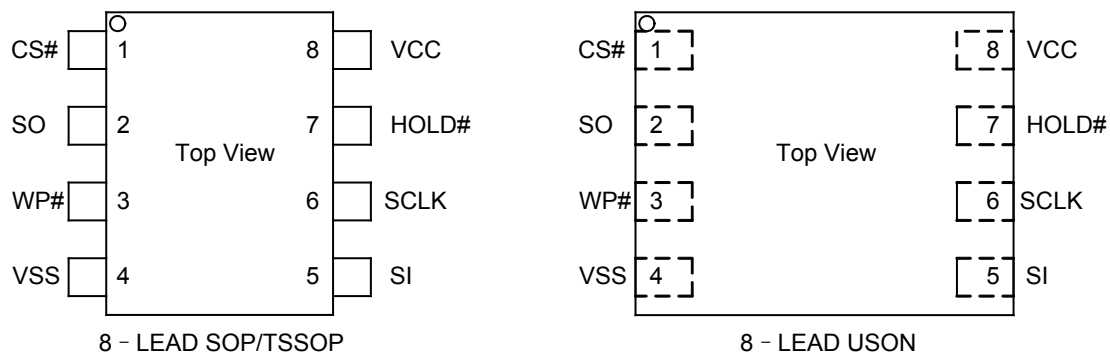 CS# 1 8 VCC
SO 2 7 HOLD#
Top View
WP# 3 6 SCLK
VSS 4 5 SI
8 – LEAD SOP/TSSOP
CS# 1 8 VCC
SO 2 7 HOLD#
Top View
WP# 3 6 SCLK
VSS 4 5 SI
8 – LEAD USON